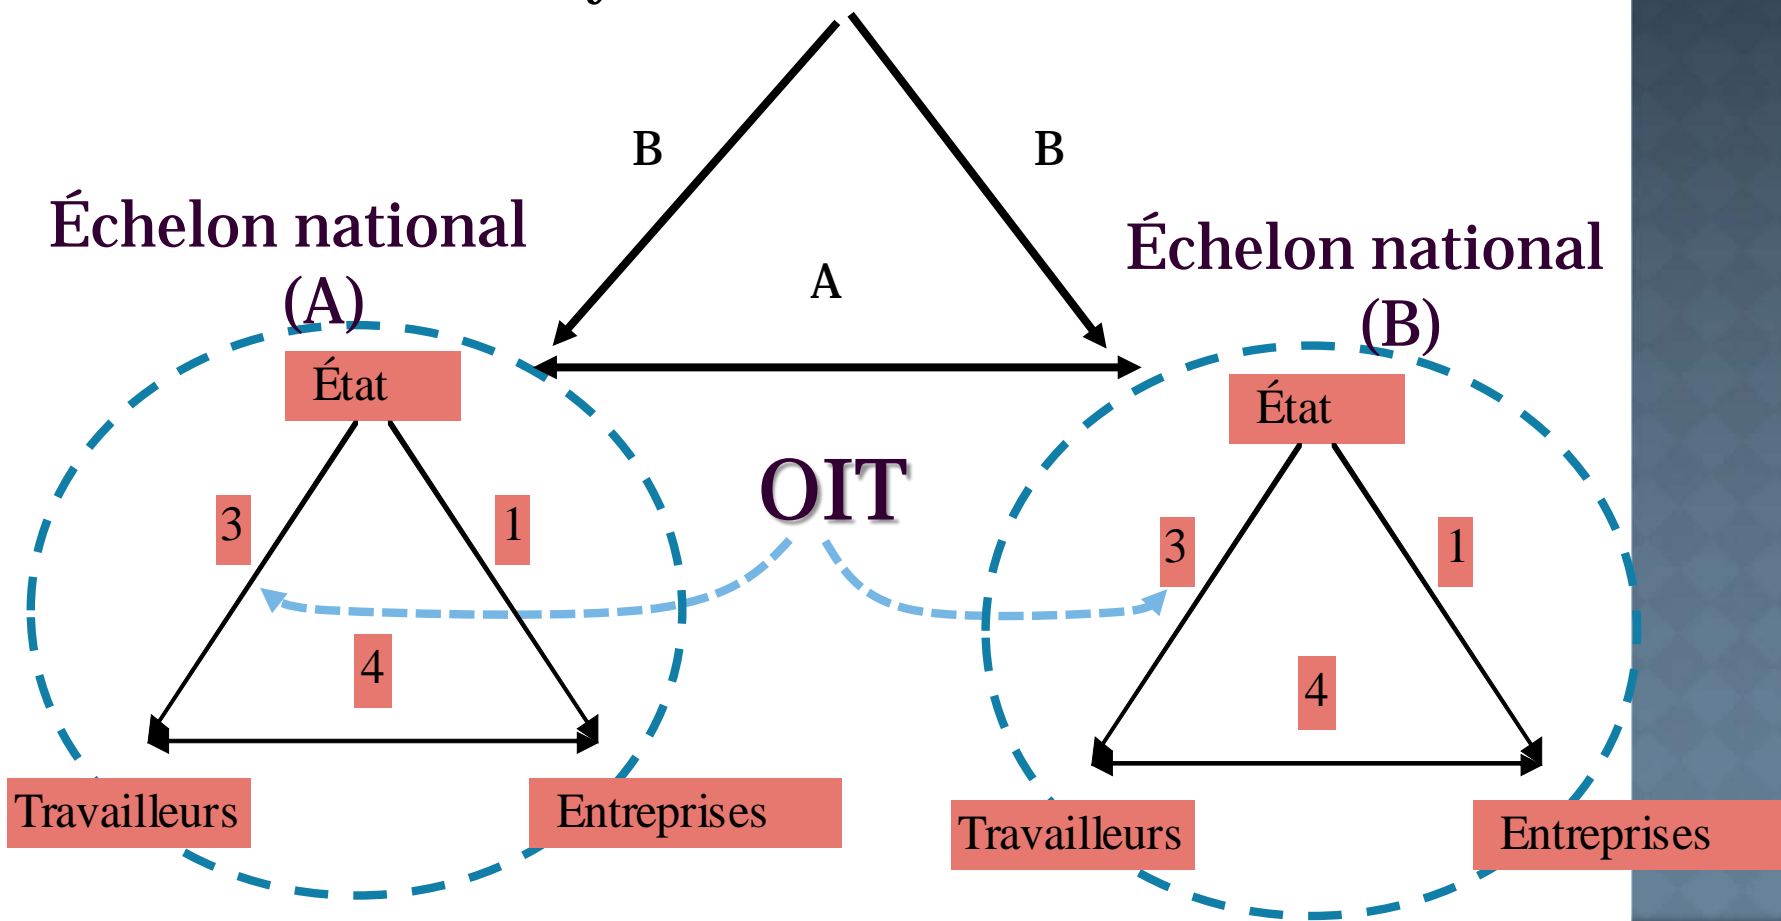 B
B
Échelon national
(A)
Échelon national
(B)
A
État
État
OIT
3
1
3
1
4
4
Travailleurs
Entreprises
Travailleurs
Entreprises